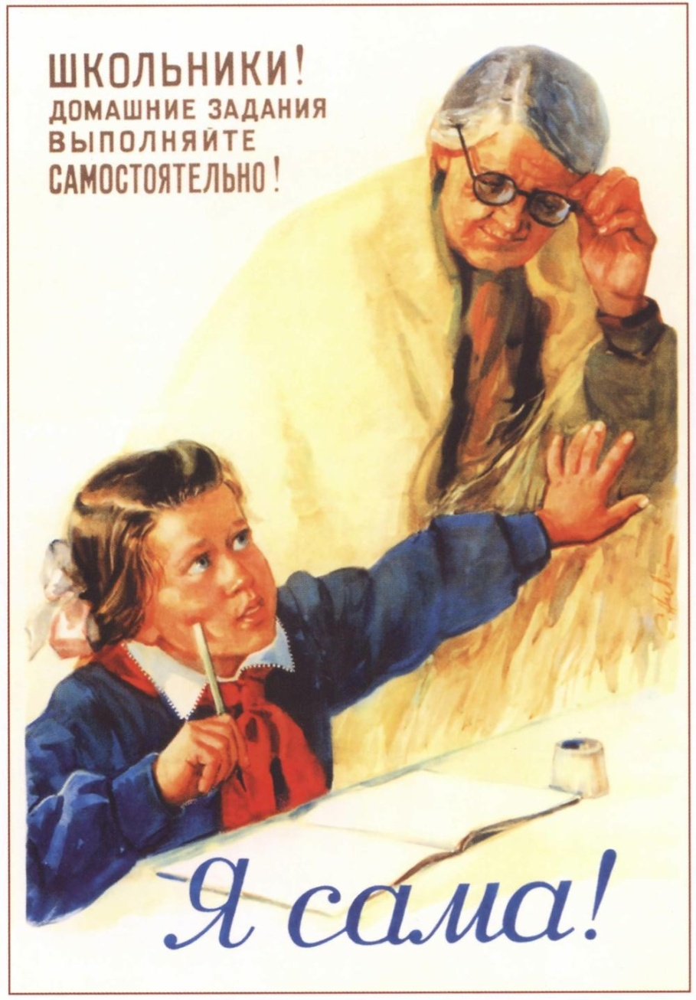 ШКОЛЬНИКИ!
ДОМАШНИЕ ЗАДАНИЯ
ВЫПОЛНЯЙТЕ
САМОСТОЯТЕЛЬНО!
Я сама!